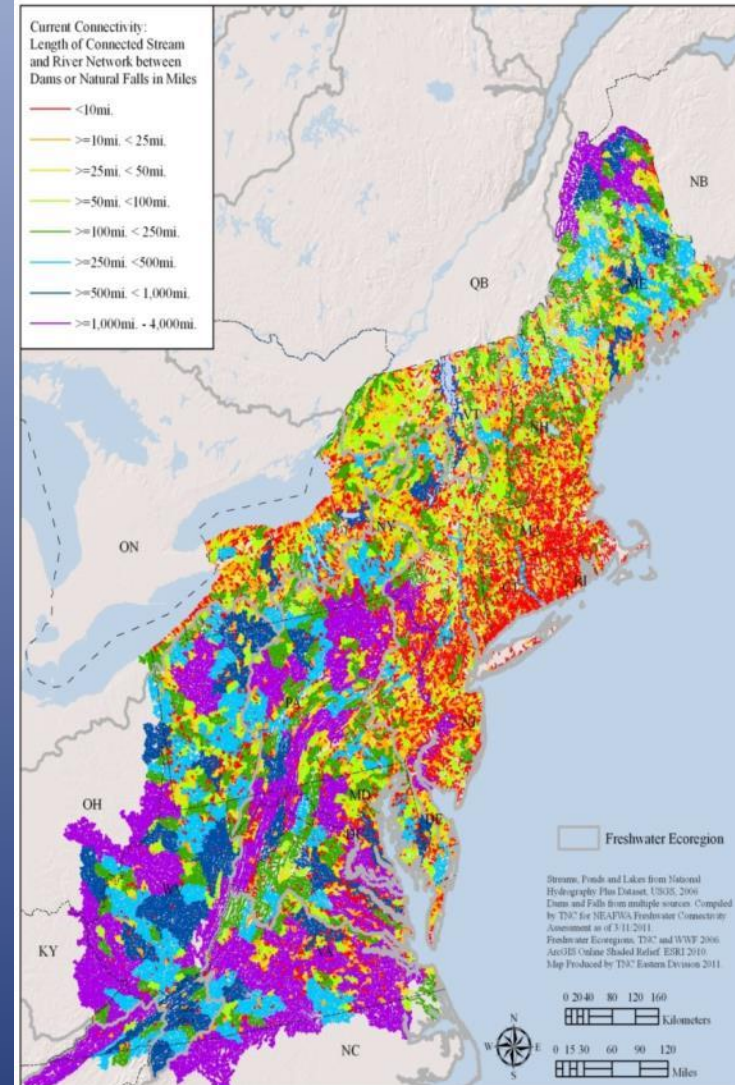 Current Connectivity:
Length of Connected Stream
and River Network between
Dams or Natural Falls in Miles
<10mi.
>=10mi. < 25mi.
>=25mi. < 50mi.
>=50mi. <100mi.
>=100mi. < 250mi.
>=250mi. <500mi.
>=500mi. < 1,000mi.
>=1,000mi. - 4,000mi.
NB
ME
QB
VT
NH
ON
NY
MA
CT
RI
PA
NJ
OH
MD
DE
DC
WV
KY
VA
NC
Freshwater Ecoregion
Streams, Ponds and Lakes from National
Hydrography Plus Dataset, USGS, 2006
Dams and Falls from multiple sources. Compiled
by TNC for NEAFWA Freshwater Connectivity
Assessment as of 3/11/2011.
Freshwater Ecoregions, TNC and WWF 2006.
ArcGIS Online Shaded Relief. ESRI 2010.
Map Produced by TNC Eastern Division 2011.
0 20 40 80 120 160
Kilometers
0 15 30 60 90 120
Miles
N
W E
S